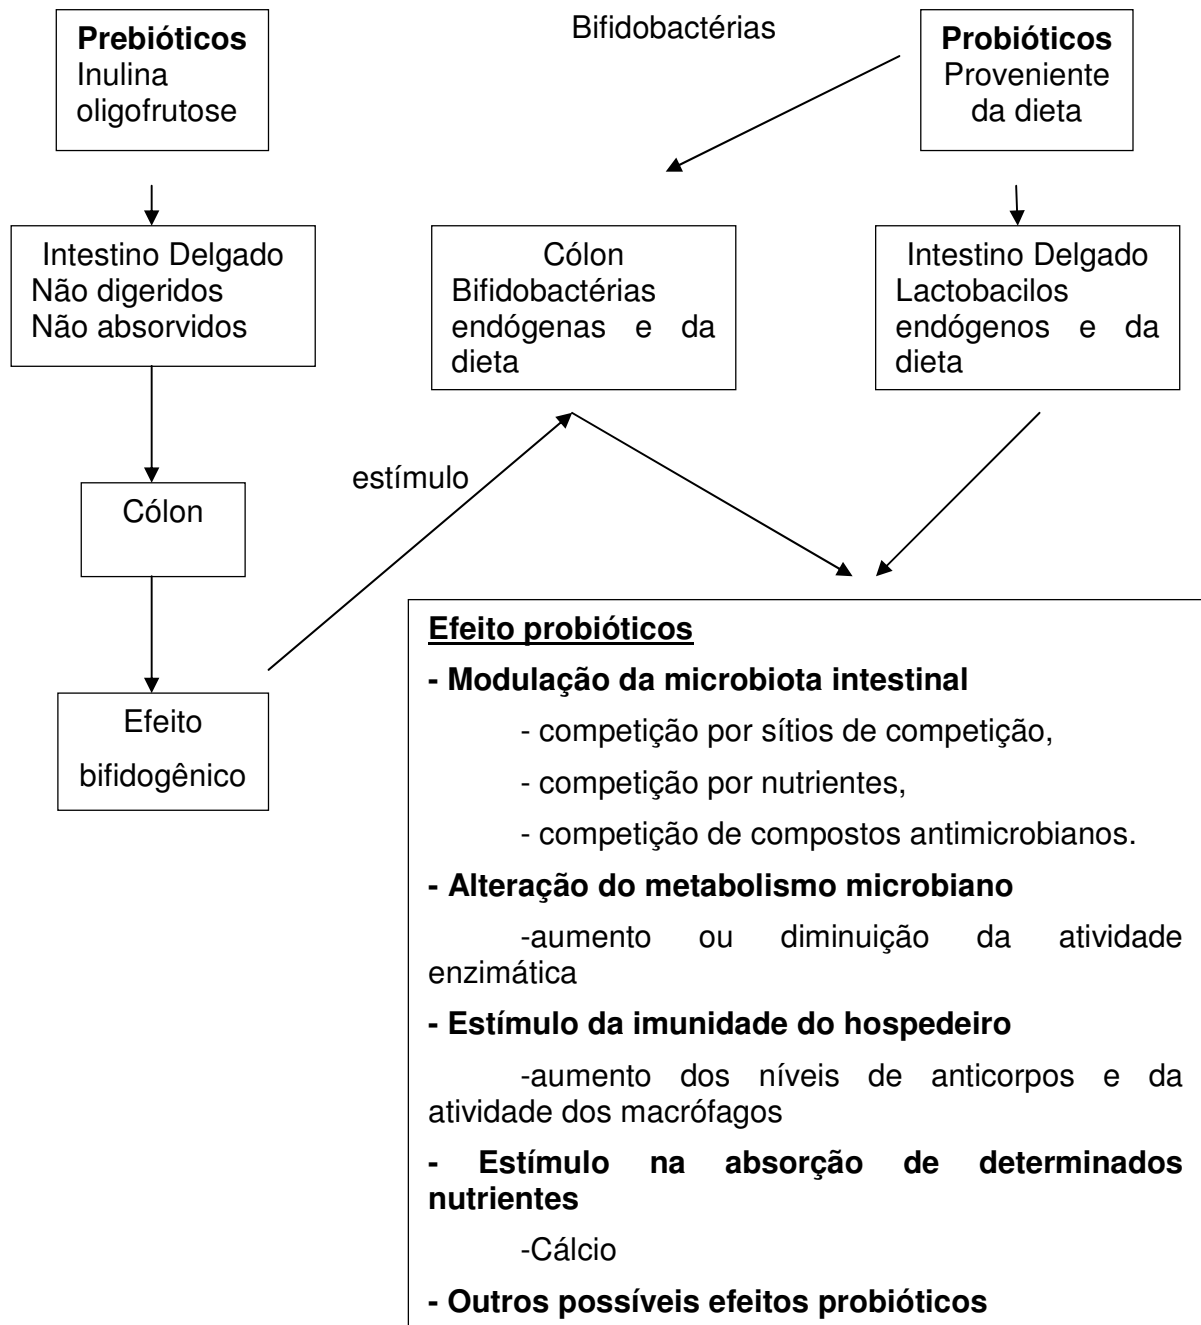 Prebióticos
Inulina
oligofrutose
Bifidobactérias
Probióticos
Proveniente
da dieta
Intestino Delgado
Não digeridos
Não absorvidos
Cólon
Bifidobactérias
endógenas e da
dieta
Intestino Delgado
Lactobacilos
endógenos e da
dieta
estímulo
Cólon
Efeito
bifidogênico
Efeito probióticos
- Modulação da microbiota intestinal
- competição por sítios de competição,
- competição por nutrientes,
- competição de compostos antimicrobianos.
- Alteração do metabolismo microbiano
-aumento ou diminuição da atividade
enzimática
- Estímulo da imunidade do hospedeiro
-aumento dos níveis de anticorpos e da
atividade dos macrófagos
- Estímulo na absorção de determinados
nutrientes
-Cálcio
- Outros possíveis efeitos probióticos